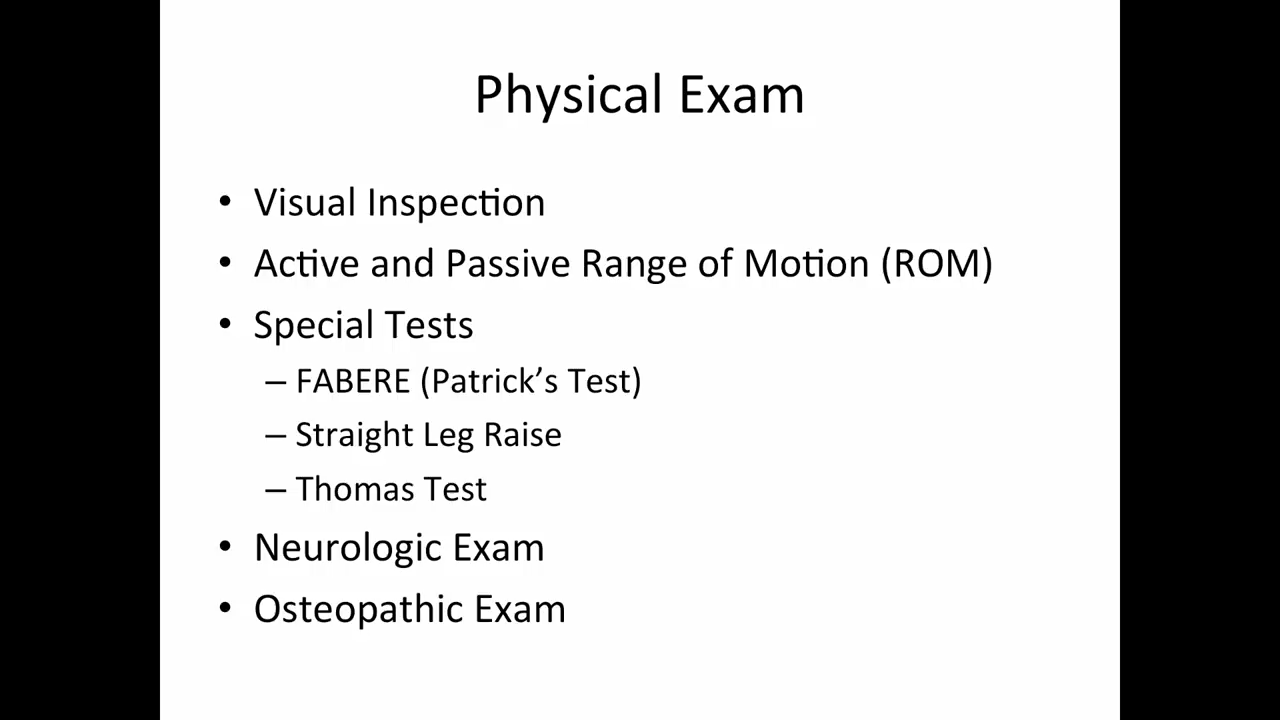 Physical Exam
• Visual Inspection
• Active and Passive Range of Motion (ROM)
• Special Tests
– FABERE (Patrick’s Test)
– Straight Leg Raise
– Thomas Test
• Neurologic Exam
• Osteopathic Exam